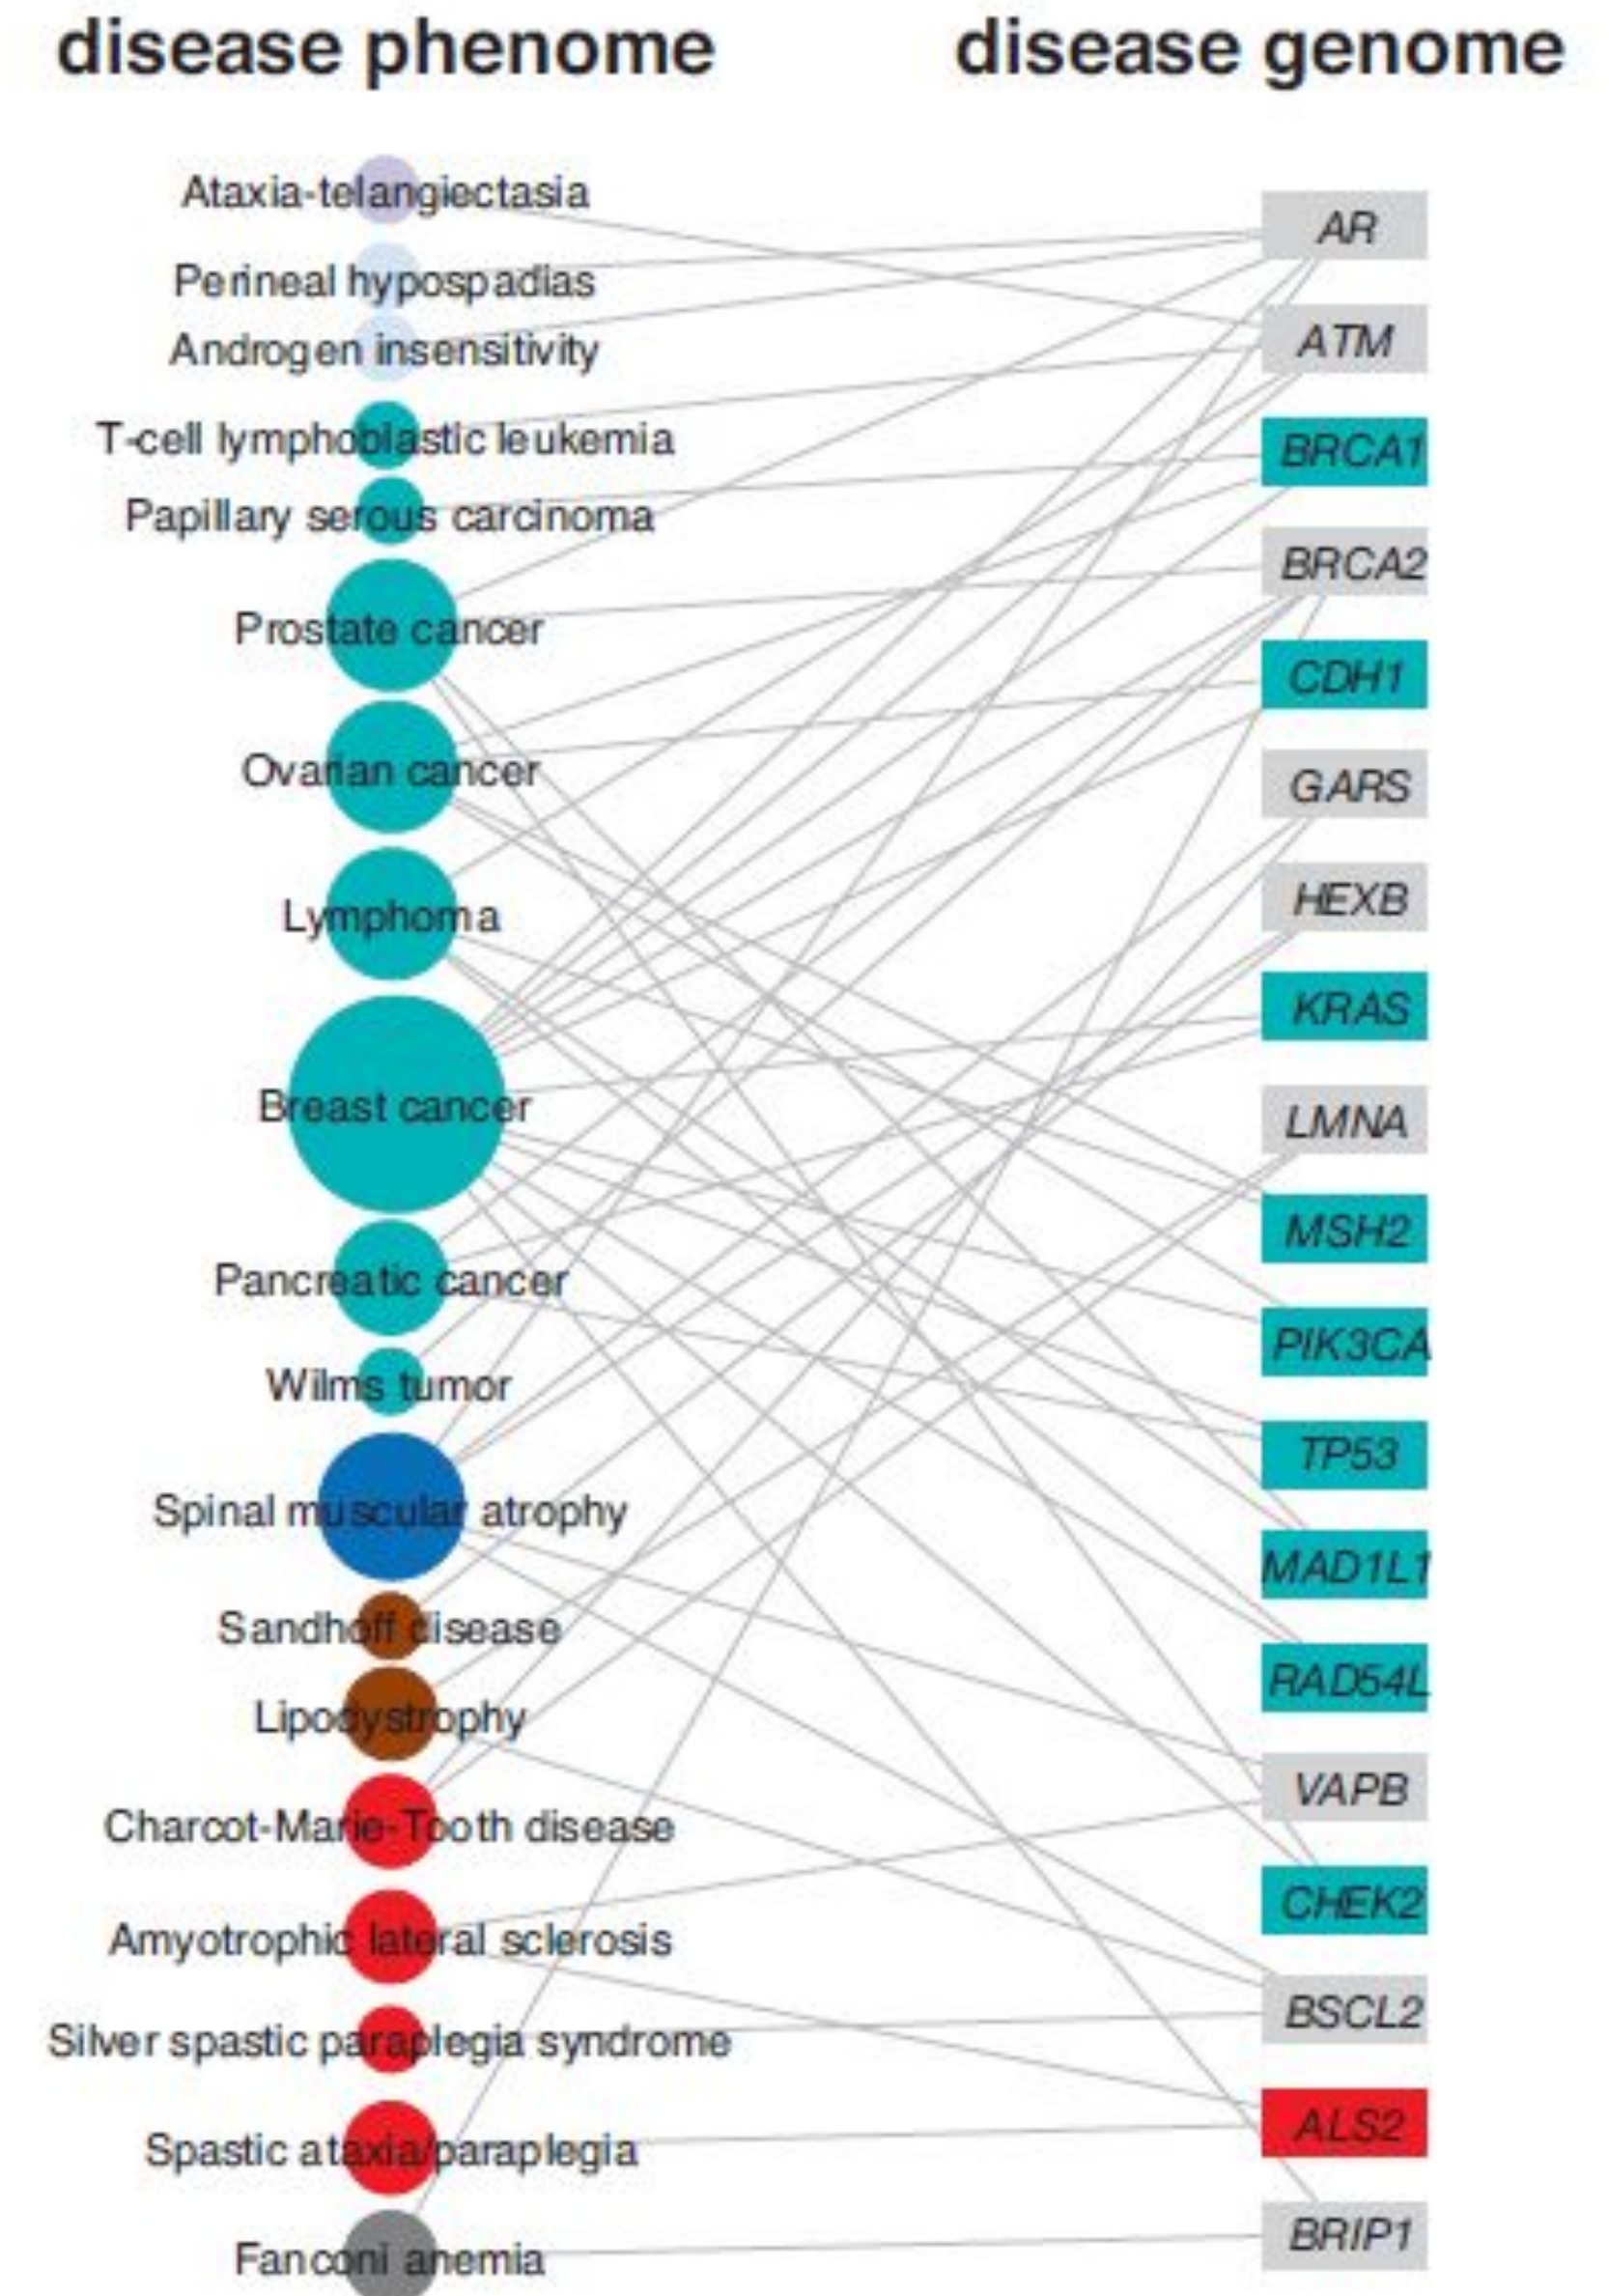 disease phenome
disease genome
Ataxia-telangiectasia
Perineal hypospadias
Androgen insensitivity
T-cell lymphoblastic leukemia
Papillary serous carcinoma
Prostate cancer
Ovarian cancer
Lymphoma
Breast cancer
Pancreatic cancer
Wilms tumor
Spinal muscular atrophy
Sandhoff disease
Lipodystrophy
Charcot-Marie-Tooth disease
Amyotrophic lateral sclerosis
Silver spastic paraplegia syndrome
Spastic ataxia/paraplegia
Fanconi anemia
AR
ATM
BRCA1
BRCA2
CDH1
GARS
HEXB
KRAS
LMNA
MSH2
PIK3CA
TP53
MAD1L1
RAD54L
VAPB
CHEK2
BSCL2
ALS2
BRIP1